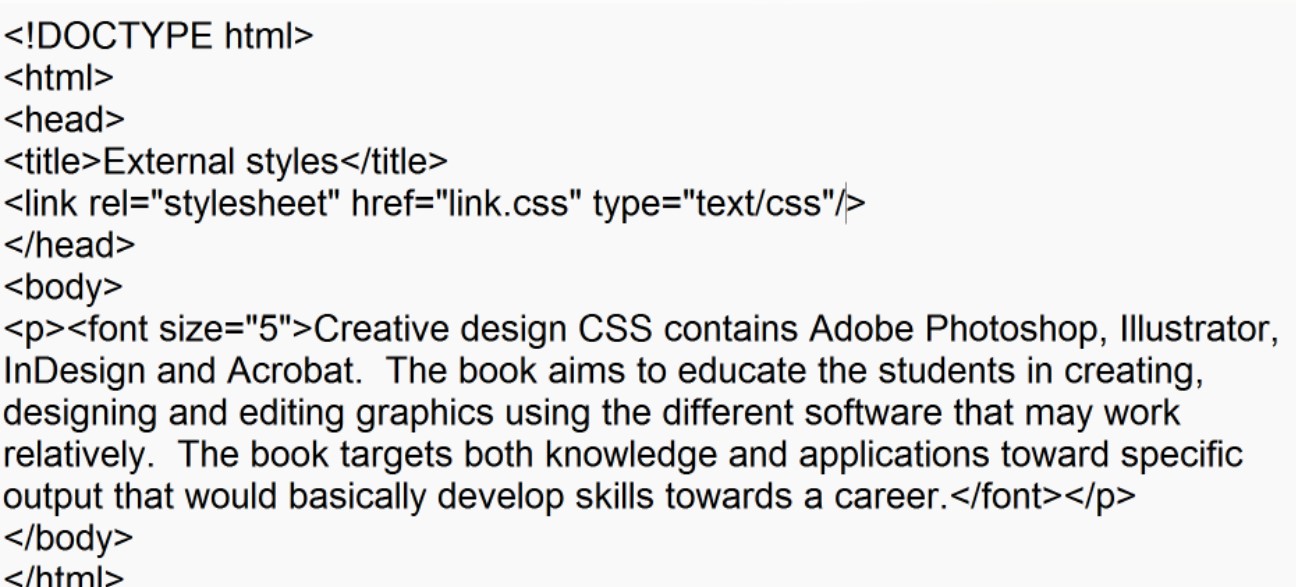 <!DOCTYPE html>
<html>
<head>
<title>External styles</title>
<link rel="stylesheet" href="link.css" type="text/css"/>
</head>
<body>
<p><font size="5">Creative design CSS contains Adobe Photoshop, Illustrator,
InDesign and Acrobat.  The book aims to educate the students in creating,
designing and editing graphics using the different software that may work
relatively.  The book targets both knowledge and applications toward specific
output that would basically develop skills towards a career.</font></p>
</body>
</html>